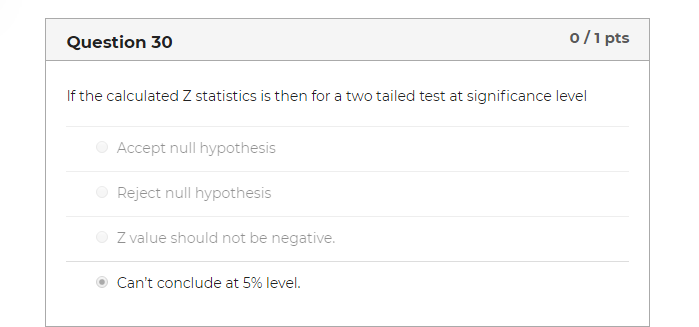 Question 30
0 / 1 pts
If the calculated Z statistics is then for a two tailed test at significance level
Accept null hypothesis
Reject null hypothesis
Z value should not be negative.
Can't conclude at 5% level.